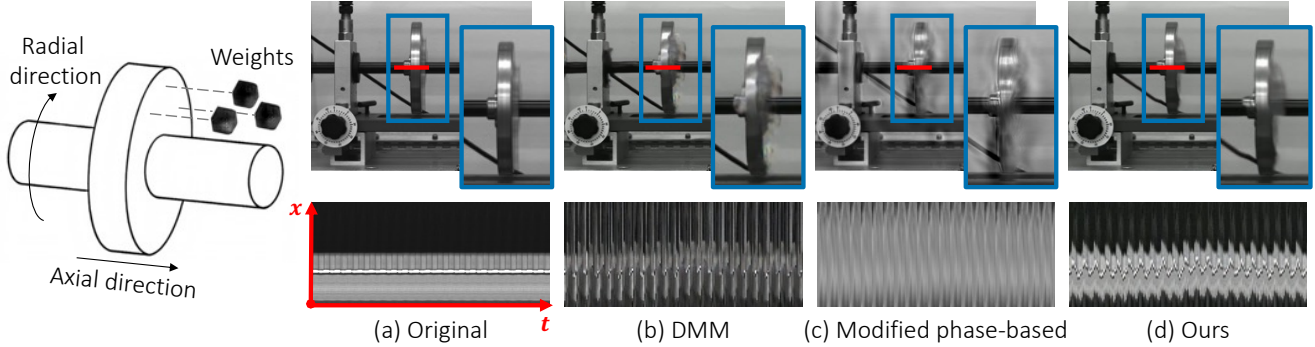 Radial
direction
Weights
Axial direction
x
t
(a) Original
(b) DMM
(c) Modified phase-based
(d) Ours